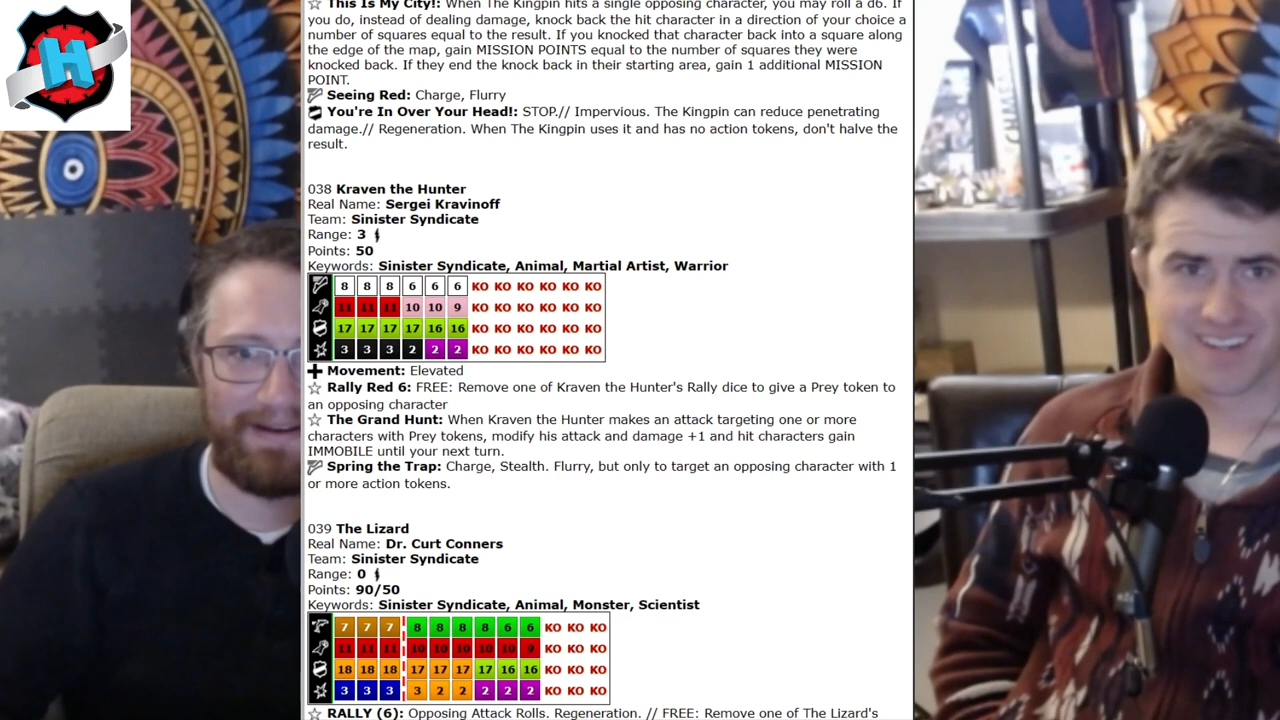 ☆ This Is My City!: When The Kingpin hits a single opposing character, you may roll a d6. If
you do, instead of dealing damage, knock back the hit character in a direction of your choice a
number of squares equal to the result. If you knocked that character back into a square along
the edge of the map, gain MISSION POINTS equal to the number of squares they were
knocked back. If they end the knock back in their starting area, gain 1 additional MISSION
POINT.
Seeing Red: Charge, Flurry
You're In Over Your Head!: STOP.// Impervious. The Kingpin can reduce penetrating
damage.// Regeneration. When The Kingpin uses it and has no action tokens, don't halve the
result.
038 Kraven the Hunter
Real Name: Sergei Kravinoff
Team: Sinister Syndicate
Range: 3
Points: 50
Keywords: Sinister Syndicate, Animal, Martial Artist, Warrior
8 8 8 6 6 6 KO KO KO KO KO KO
11 11 11 10 10 9 KO KO KO KO KO KO
17 17 17 17 16 16 KO KO KO KO KO KO
3 3 3 2 2 2 KO KO KO KO KO KO
Movement: Elevated
☆ Rally Red 6: FREE: Remove one of Kraven the Hunter's Rally dice to give a Prey token to
an opposing character
☆ The Grand Hunt: When Kraven the Hunter makes an attack targeting one or more
characters with Prey tokens, modify his attack and damage +1 and hit characters gain
IMMOBILE until your next turn.
Spring the Trap: Charge, Stealth. Flurry, but only to target an opposing character with 1
or more action tokens.
039 The Lizard
Real Name: Dr. Curt Conners
Team: Sinister Syndicate
Range: 0
Points: 90/50
Keywords: Sinister Syndicate, Animal, Monster, Scientist
7 7 7 8 8 8 8 6 6 KO KO KO
11 11 11 10 10 10 10 10 9 KO KO KO
18 18 18 17 17 17 17 16 16 KO KO KO
3 3 3 3 2 2 2 2 2 KO KO KO
☆ RALLY (6): Opposing Attack Rolls. Regeneration. // FREE: Remove one of The Lizard's
H